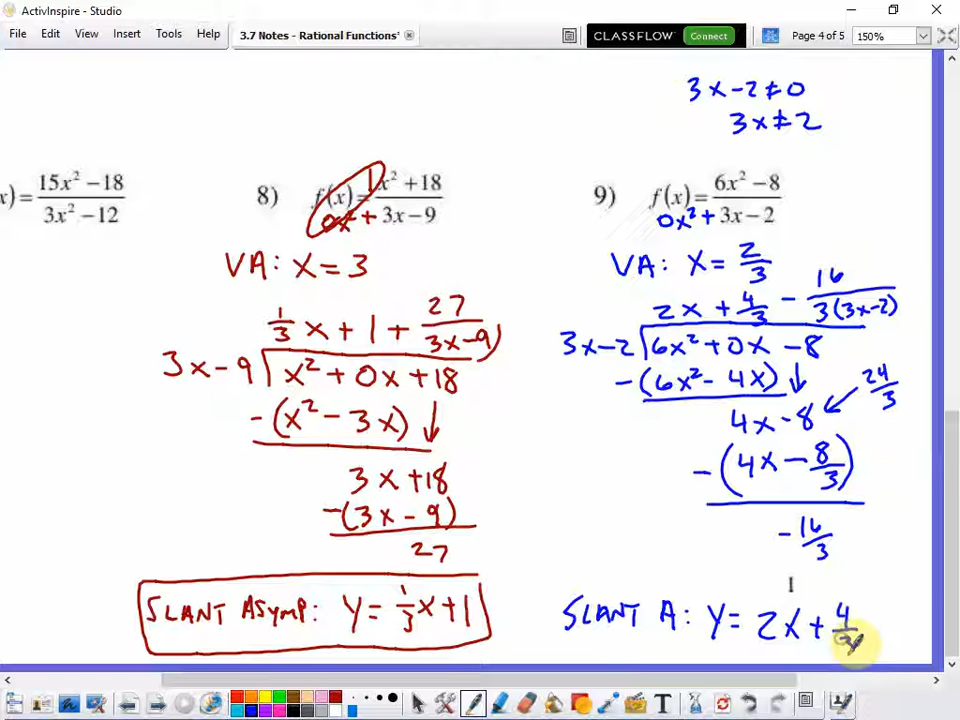 ActivInspire - Studio
File Edit View Insert Tools Help 3.7 Notes - Rational Functions* CLASSFLOW Connect Page 4 of 5 150%
3x-2≠0
3x≠2
x) = (15x² -18)/(3x² -12)
8) f(x) = (1x² +18)/(0x² + 3x-9)
VA: X = 3
1/3 x + 1 + 27/(3x-9)
3x-9 ) x² + 0x + 18
-(x² - 3x) ↓
3x +18
-(3x - 9)
27
SLANT ASYMP: y = 1/3 x + 1
9) f(x) = (6x² -8)/(0x² + 3x-2)
VA: X = 2/3
2x + 4/3 - 16/(3(3x-2))
3x-2 ) 6x² + 0x - 8
-(6x² - 4x) ↓ 24/3
4x - 8
-(4x - 8/3)
-16/3
SLANT A: y = 2x + 4/3